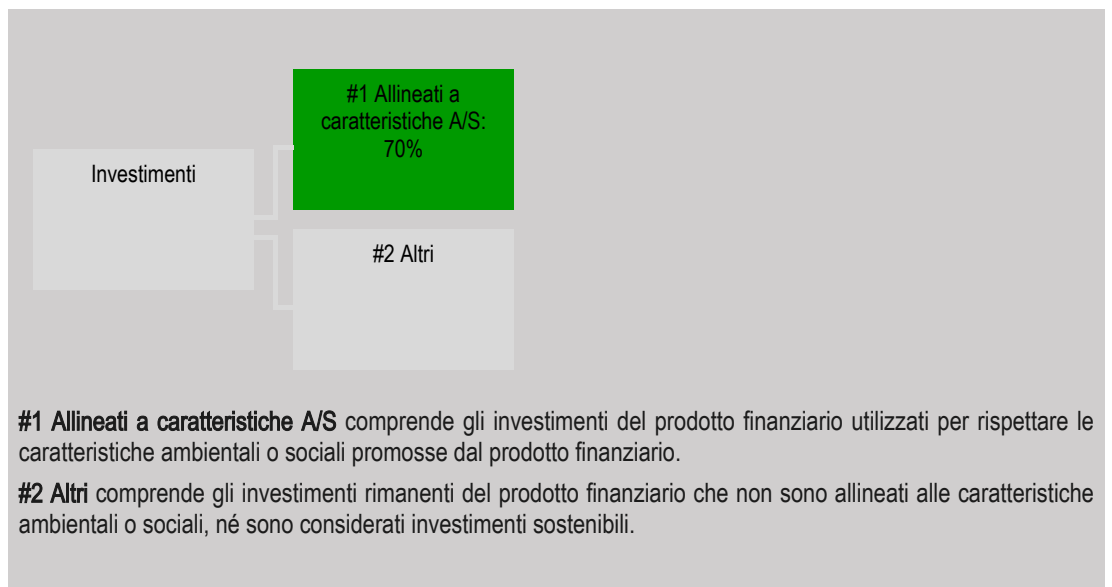 #1 Allineati a
caratteristiche A/S:
70%
Investimenti
#2 Altri
#1 Allineati a caratteristiche A/S comprende gli investimenti del prodotto finanziario utilizzati per rispettare le
caratteristiche ambientali o sociali promosse dal prodotto finanziario.
#2 Altri comprende gli investimenti rimanenti del prodotto finanziario che non sono allineati alle caratteristiche
ambientali o sociali, né sono considerati investimenti sostenibili.